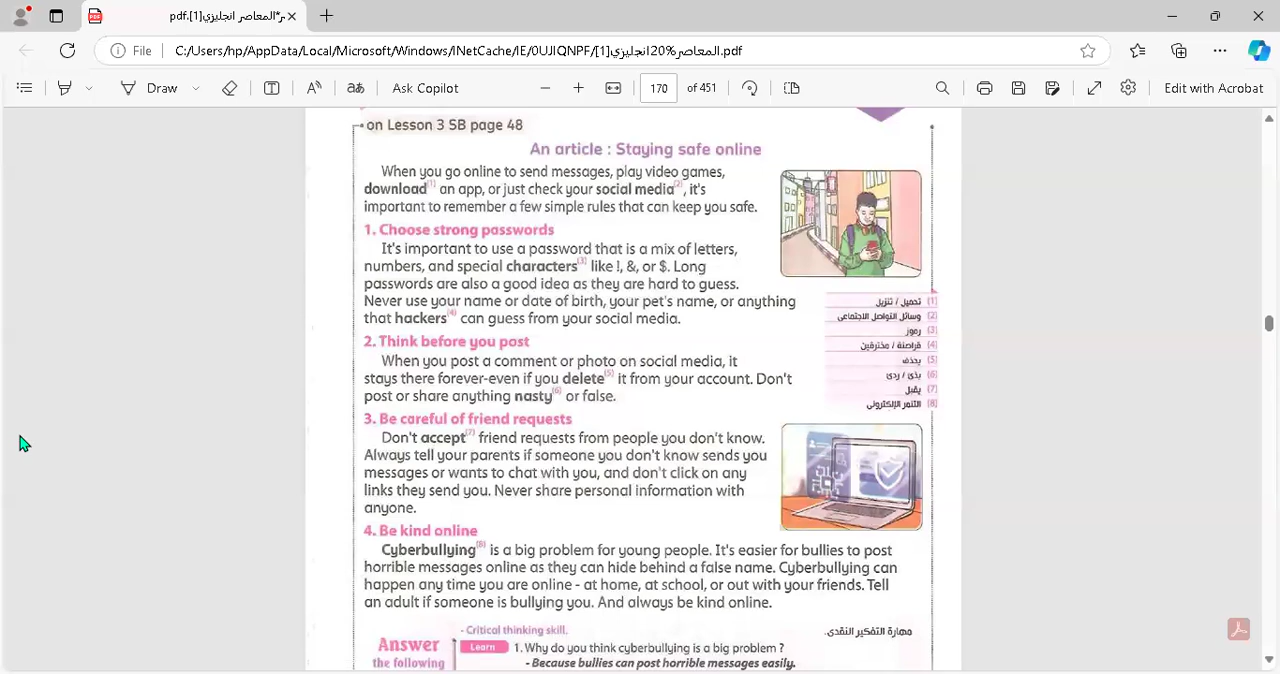 ر*المعاصر انجليزي[1].pdf
File
C:/Users/hp/AppData/Local/Microsoft/Windows/INetCache/IE/0UJIQNPF/المعاصر%20انجليزي[1].pdf
Draw
Ask Copilot
170 of 451
Edit with Acrobat
on Lesson 3 SB page 48
An article : Staying safe online
When you go online to send messages, play video games,
download(1) an app, or just check your social media(2), it's
important to remember a few simple rules that can keep you safe.
1. Choose strong passwords
It's important to use a password that is a mix of letters,
numbers, and special characters(3) like !, &, or $. Long
passwords are also a good idea as they are hard to guess.
Never use your name or date of birth, your pet's name, or anything
that hackers(4) can guess from your social media.
2. Think before you post
When you post a comment or photo on social media, it
stays there forever-even if you delete(5) it from your account. Don't
post or share anything nasty(6) or false.
3. Be careful of friend requests
Don't accept(7) friend requests from people you don't know.
Always tell your parents if someone you don't know sends you
messages or wants to chat with you, and don't click on any
links they send you. Never share personal information with
anyone.
4. Be kind online
Cyberbullying(8) is a big problem for young people. It's easier for bullies to post
horrible messages online as they can hide behind a false name. Cyberbullying can
happen any time you are online - at home, at school, or out with your friends. Tell
an adult if someone is bullying you. And always be kind online.
(1) تحميل / تنزيل
(2) وسائل التواصل الاجتماعى
(3) رموز
(4) قراصنة / مخترقين
(5) يحذف
(6) بذئ / ردئ
(7) يقبل
(8) التنمر الإلكترونى
- Critical thinking skill.
مهارة التفكير النقدى.
Answer
the following
Learn
1. Why do you think cyberbullying is a big problem ?
- Because bullies can post horrible messages easily.